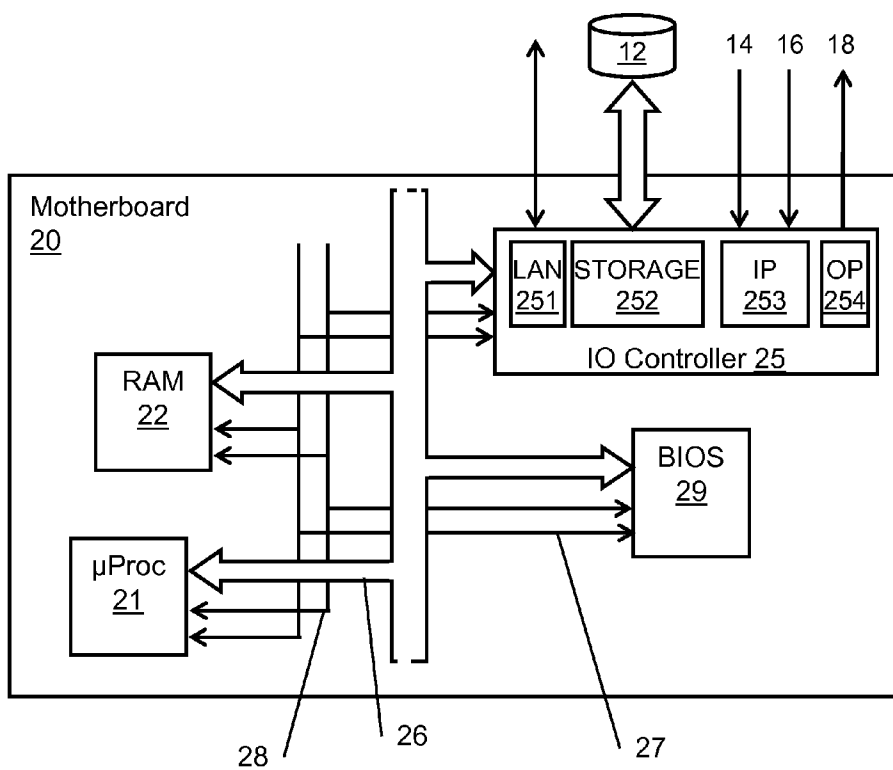 12
14
16
18
Motherboard
20
LAN
251
STORAGE
252
IP
253
OP
254
IO Controller 25
RAM
22
BIOS
29
µProc
21
28
26
27